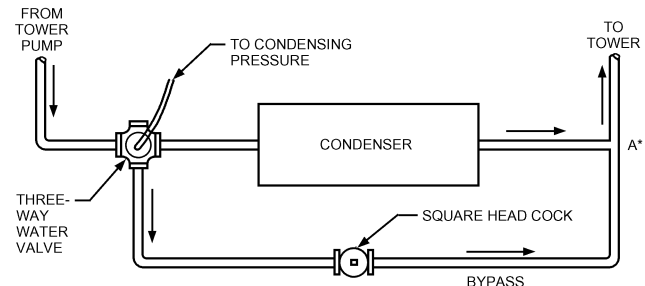 FROM
TOWER
PUMP
TO CONDENSING
PRESSURE
TO
TOWER
CONDENSER
A*
THREE-
WAY
WATER
VALVE
SQUARE HEAD COCK
BYPASS